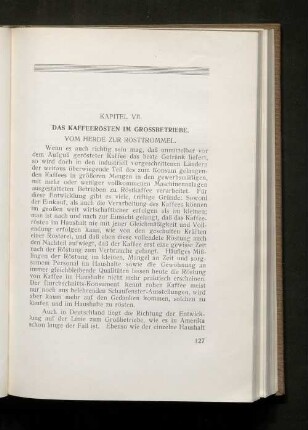 KAPITEL VII.
DAS KAFFEERÖSTEN IM GROSSBETRIEBE.
VOM HERDE ZUR RÖSTTROMMEL.
Wenn es auch richtig sein mag, daß unmittelbar vor
dem Aufguß gerösteter Kaffee das beste Getränk liefert,
so wird doch in den industriell vorgeschrittenen Ländern
der weitaus überwiegende Teil des zum Konsum gelangen-
den Kaffees in größeren Mengen in den gewerbsmäßigen,
mit mehr oder weniger vollkommenen Maschinenanlagen
ausgestatteten Betrieben zu Röstkaffee verarbeitet. Für
diese Entwicklung gibt es viele, triftige Gründe. Sowohl
der Einkauf, als auch die Verarbeitung des Kaffees können
im großen weit wirtschaftlicher erfolgen als im kleinen;
man ist nach und nach zur Einsicht gelangt, daß das Kaffee-
rösten im Haushalt nie mit jener Gleichmäßigkeit und Voll-
endung erfolgen kann, wie von den geschulten Kräften
einer Rösterei, und daß eben diese vollendete Röstung auch
den Nachteil aufwiegt, daß der Kaffee erst eine gewisse Zeit
nach der Röstung zum Gebrauch gelangt. Häufiges Miß-
lingen der Röstung im kleinen, Mangel an Zeit und
Personal im Haushalte sowie die Gewöhnung an
immer gleichbleibende Qualitäten lassen heute die Röstung
von Kaffee im Haushalte nicht mehr praktisch erscheinen.
Der Durchschnitts-Konsument kennt rohen Kaffee meist
nur noch aus belehrenden Schaufenster-Ausstellungen, wird
aber kaum mehr auf den Gedanken kommen, solchen zu
kaufen, und im Haushalte zu rösten.
Auch in Deutschland liegt die Richtung der Entwick-
lung auf der Linie zum Großbetriebe, wie es in Amerika
schon lange der Fall ist. Ebenso wie der einzelne Haushalt
127